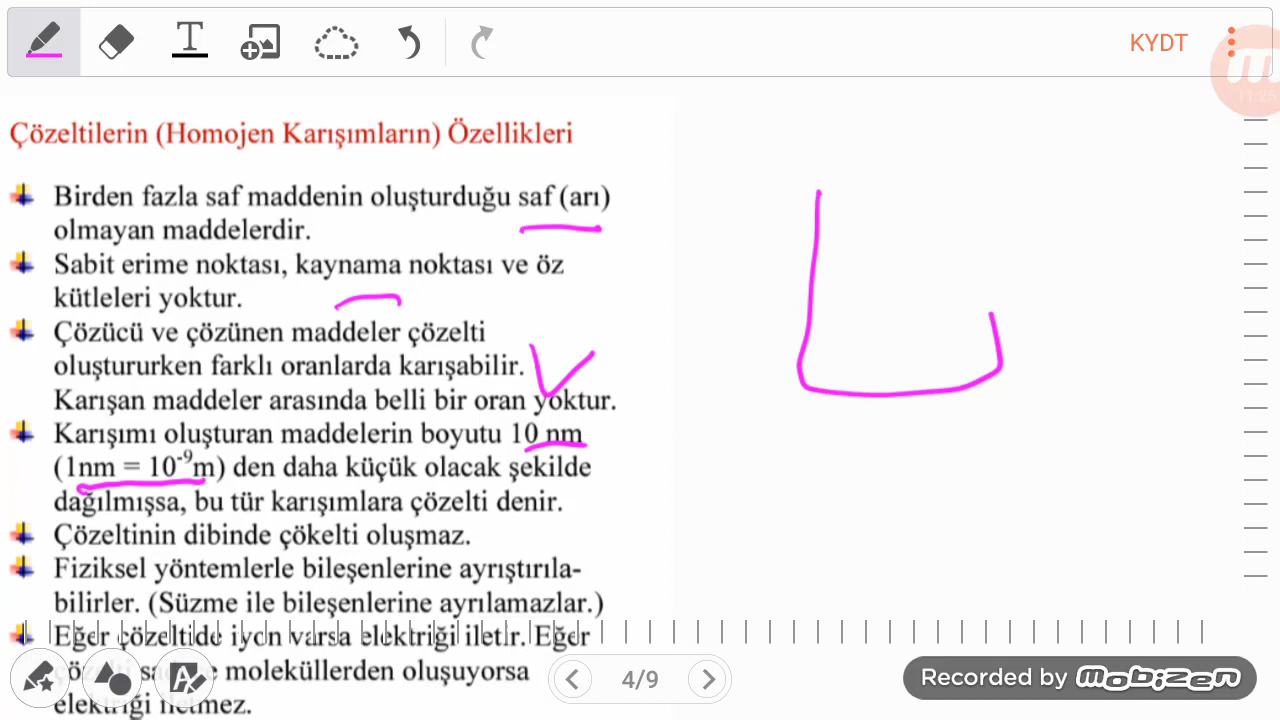 T
KYDT
11:25
Çözeltilerin (Homojen Karışımların) Özellikleri
Birden fazla saf maddenin oluşturduğu saf (arı)
olmayan maddelerdir.
Sabit erime noktası, kaynama noktası ve öz
kütleleri yoktur.
Çözücü ve çözünen maddeler çözelti
oluştururken farklı oranlarda karışabilir.
Karışan maddeler arasında belli bir oran yoktur.
Karışımı oluşturan maddelerin boyutu 10 nm
(1nm = 10⁻⁹m) den daha küçük olacak şekilde
dağılmışsa, bu tür karışımlara çözelti denir.
Çözeltinin dibinde çökelti oluşmaz.
Fiziksel yöntemlerle bileşenlerine ayrıştırıla-
bilirler. (Süzme ile bileşenlerine ayrılamazlar.)
Eğer çözeltide iyon varsa elektriği iletir. Eğer
moleküllerden oluşuyorsa
elektriği iletmez.
4/9
Recorded by mobizen